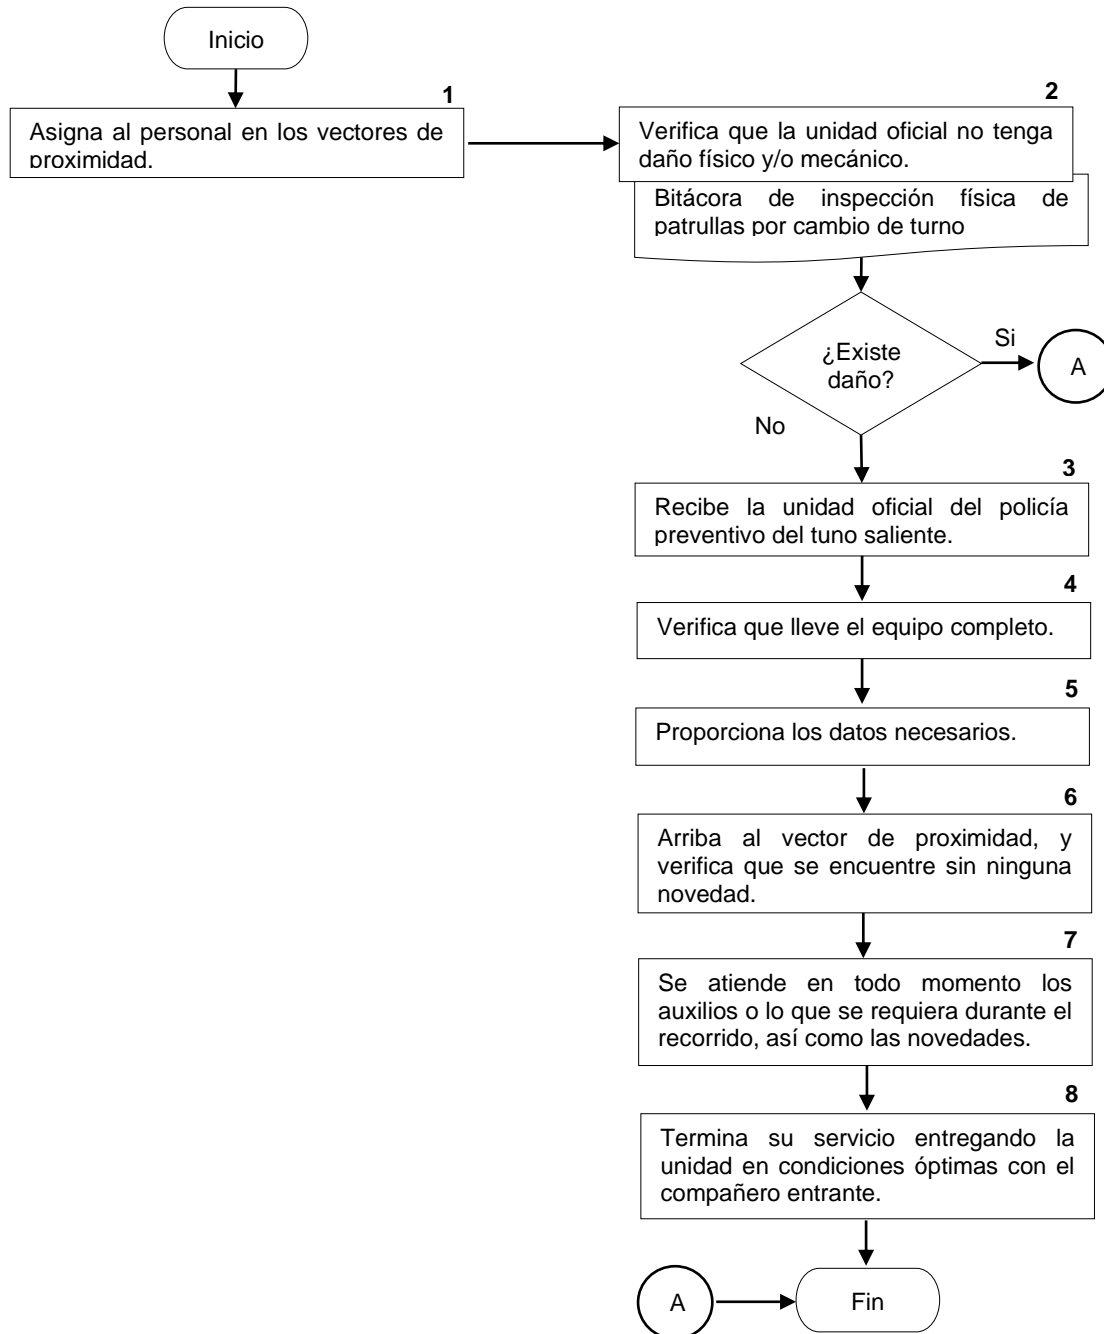 Inicio
1
Asigna al personal en los vectores de
proximidad.
2
Verifica que la unidad oficial no tenga
daño físico y/o mecánico.
Bitácora de inspección física de
patrullas por cambio de turno
¿Existe
daño?
Si
A
No
3
Recibe la unidad oficial del policía
preventivo del tuno saliente.
4
Verifica que lleve el equipo completo.
5
Proporciona los datos necesarios.
6
Arriba al vector de proximidad, y
verifica que se encuentre sin ninguna
novedad.
7
Se atiende en todo momento los
auxilios o lo que se requiera durante el
recorrido, así como las novedades.
8
Termina su servicio entregando la
unidad en condiciones óptimas con el
compañero entrante.
A
Fin